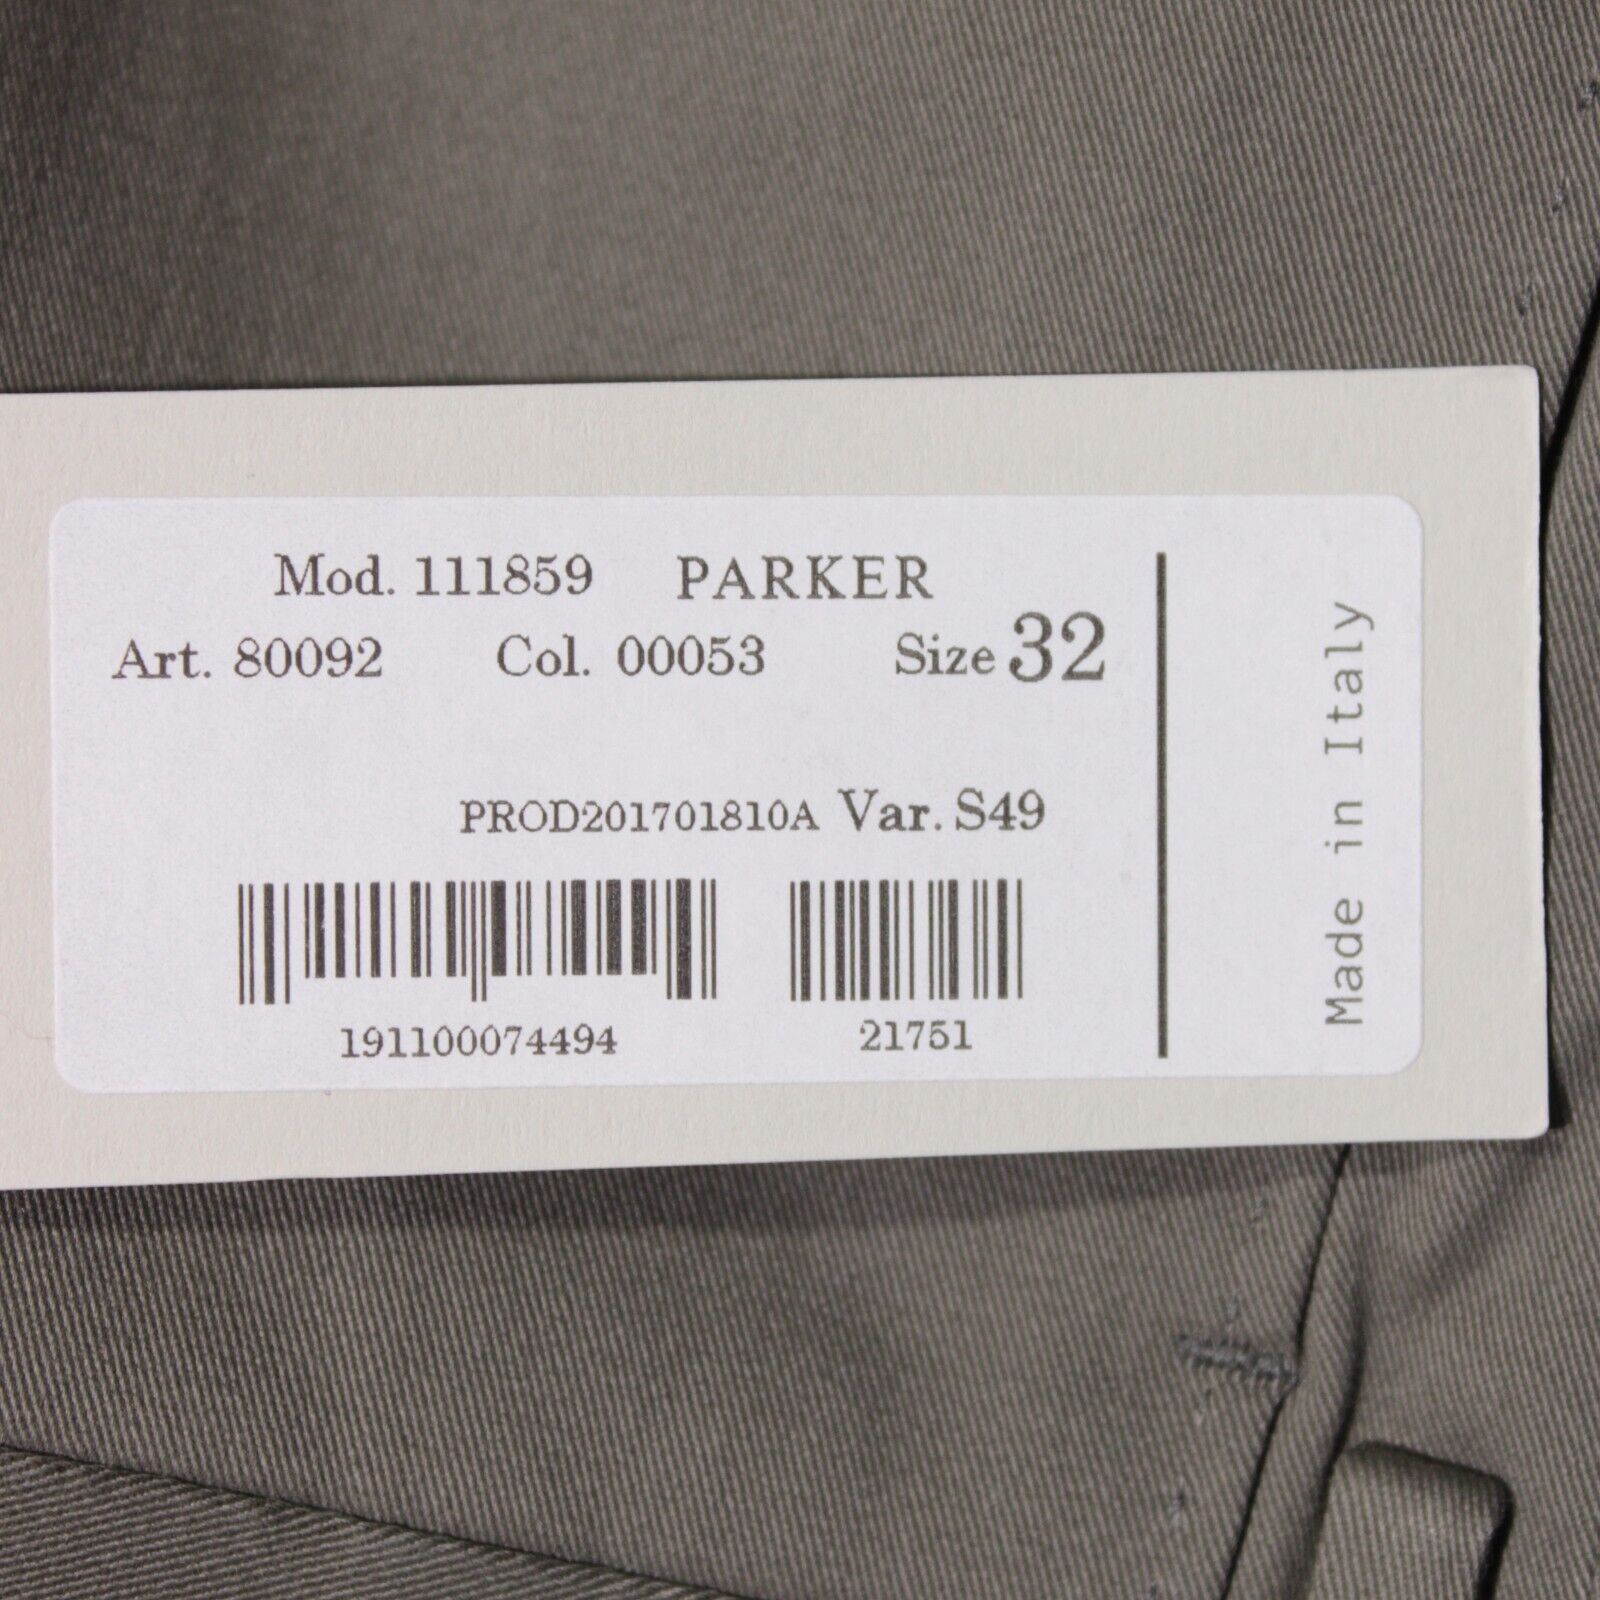 Mod. 111859 PARKER
Art. 80092 Col. 00053 Size 32
PROD201701810A Var. S49
191100074494 21751
Made in Italy